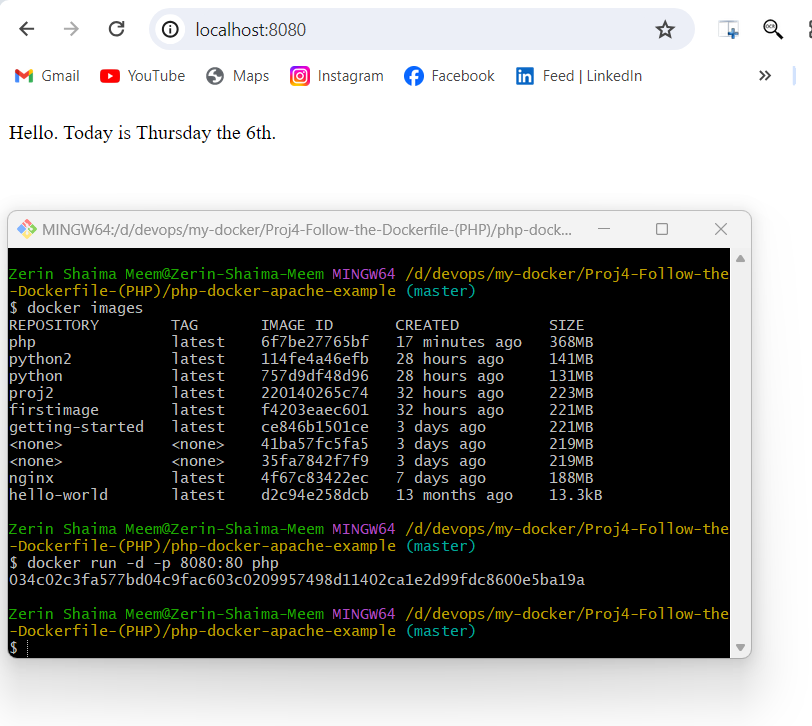 localhost:8080
Gmail YouTube Maps Instagram Facebook Feed | LinkedIn »
Hello. Today is Thursday the 6th.
MINGW64:/d/devops/my-docker/Proj4-Follow-the-Dockerfile-(PHP)/php-dock...
Zerin Shaima Meem@Zerin-Shaima-Meem MINGW64 /d/devops/my-docker/Proj4-Follow-the
-Dockerfile-(PHP)/php-docker-apache-example (master)
$ docker images
REPOSITORY TAG IMAGE ID CREATED SIZE
php latest 6f7be27765bf 17 minutes ago 368MB
python2 latest 114fe4a46efb 28 hours ago 141MB
python latest 757d9df48d96 28 hours ago 131MB
proj2 latest 220140265c74 32 hours ago 223MB
firstimage latest f4203eaec601 32 hours ago 221MB
getting-started latest ce846b1501ce 3 days ago 221MB
<none> <none> 41ba57fc5fa5 3 days ago 219MB
<none> <none> 35fa7842f7f9 3 days ago 219MB
nginx latest 4f67c83422ec 7 days ago 188MB
hello-world latest d2c94e258dcb 13 months ago 13.3kB
Zerin Shaima Meem@Zerin-Shaima-Meem MINGW64 /d/devops/my-docker/Proj4-Follow-the
-Dockerfile-(PHP)/php-docker-apache-example (master)
$ docker run -d -p 8080:80 php
034c02c3fa577bd04c9fac603c0209957498d11402ca1e2d99fdc8600e5ba19a
Zerin Shaima Meem@Zerin-Shaima-Meem MINGW64 /d/devops/my-docker/Proj4-Follow-the
-Dockerfile-(PHP)/php-docker-apache-example (master)
$